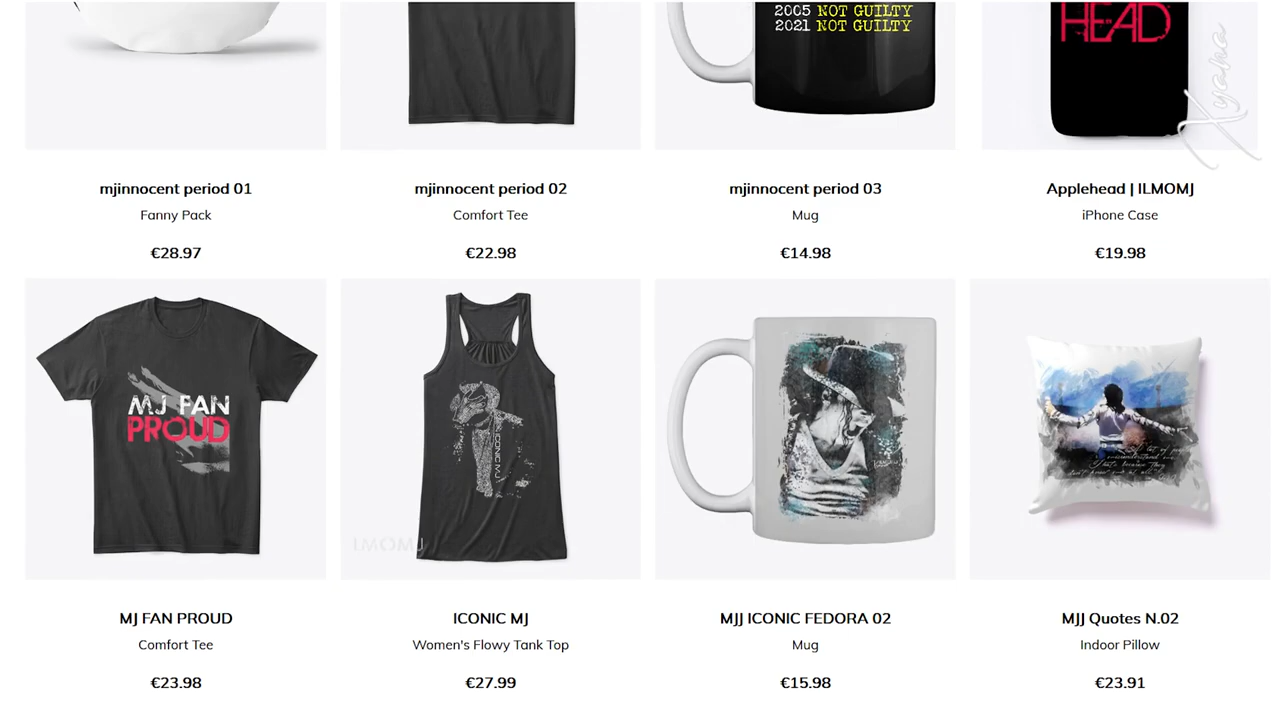 2005 NOT GUILTY
2021 NOT GUILTY
HEAD
Xyana
mjinnocent period 01
Fanny Pack
€28.97
mjinnocent period 02
Comfort Tee
€22.98
mjinnocent period 03
Mug
€14.98
Applehead | ILMOMJ
iPhone Case
€19.98
MJ FAN
PROUD
ICONIC MJ
LMOMJ
MJ FAN PROUD
Comfort Tee
€23.98
ICONIC MJ
Women's Flowy Tank Top
€27.99
MJJ ICONIC FEDORA 02
Mug
€15.98
MJJ Quotes N.02
Indoor Pillow
€23.91